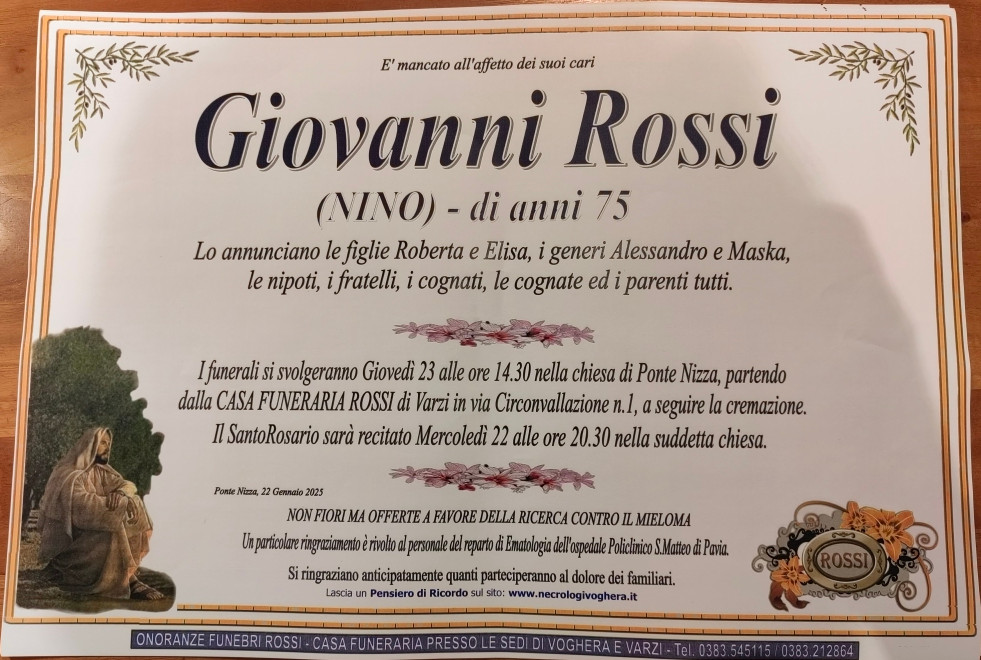 E' mancato all'affetto dei suoi cari
Giovanni Rossi
(NINO) - di anni 75
Lo annunciano le figlie Roberta e Elisa, i generi Alessandro e Maska,
le nipoti, i fratelli, i cognati, le cognate ed i parenti tutti.
I funerali si svolgeranno Giovedì 23 alle ore 14.30 nella chiesa di Ponte Nizza, partendo
dalla CASA FUNERARIA ROSSI di Varzi in via Circonvallazione n.1, a seguire la cremazione.
Il SantoRosario sarà recitato Mercoledì 22 alle ore 20.30 nella suddetta chiesa.
Ponte Nizza, 22 Gennaio 2025
NON FIORI MA OFFERTE A FAVORE DELLA RICERCA CONTRO IL MIELOMA
Un particolare ringraziamento è rivolto al personale del reparto di Ematologia dell'ospedale Policlinico S.Matteo di Pavia.
Si ringraziano anticipatamente quanti parteciperanno al dolore dei familiari.
Lascia un Pensiero di Ricordo sul sito: www.necrologivoghera.it
ROSSI
ONORANZE FUNEBRI ROSSI - CASA FUNERARIA PRESSO LE SEDI DI VOGHERA E VARZI - Tel. 0383.545115 / 0383.212864